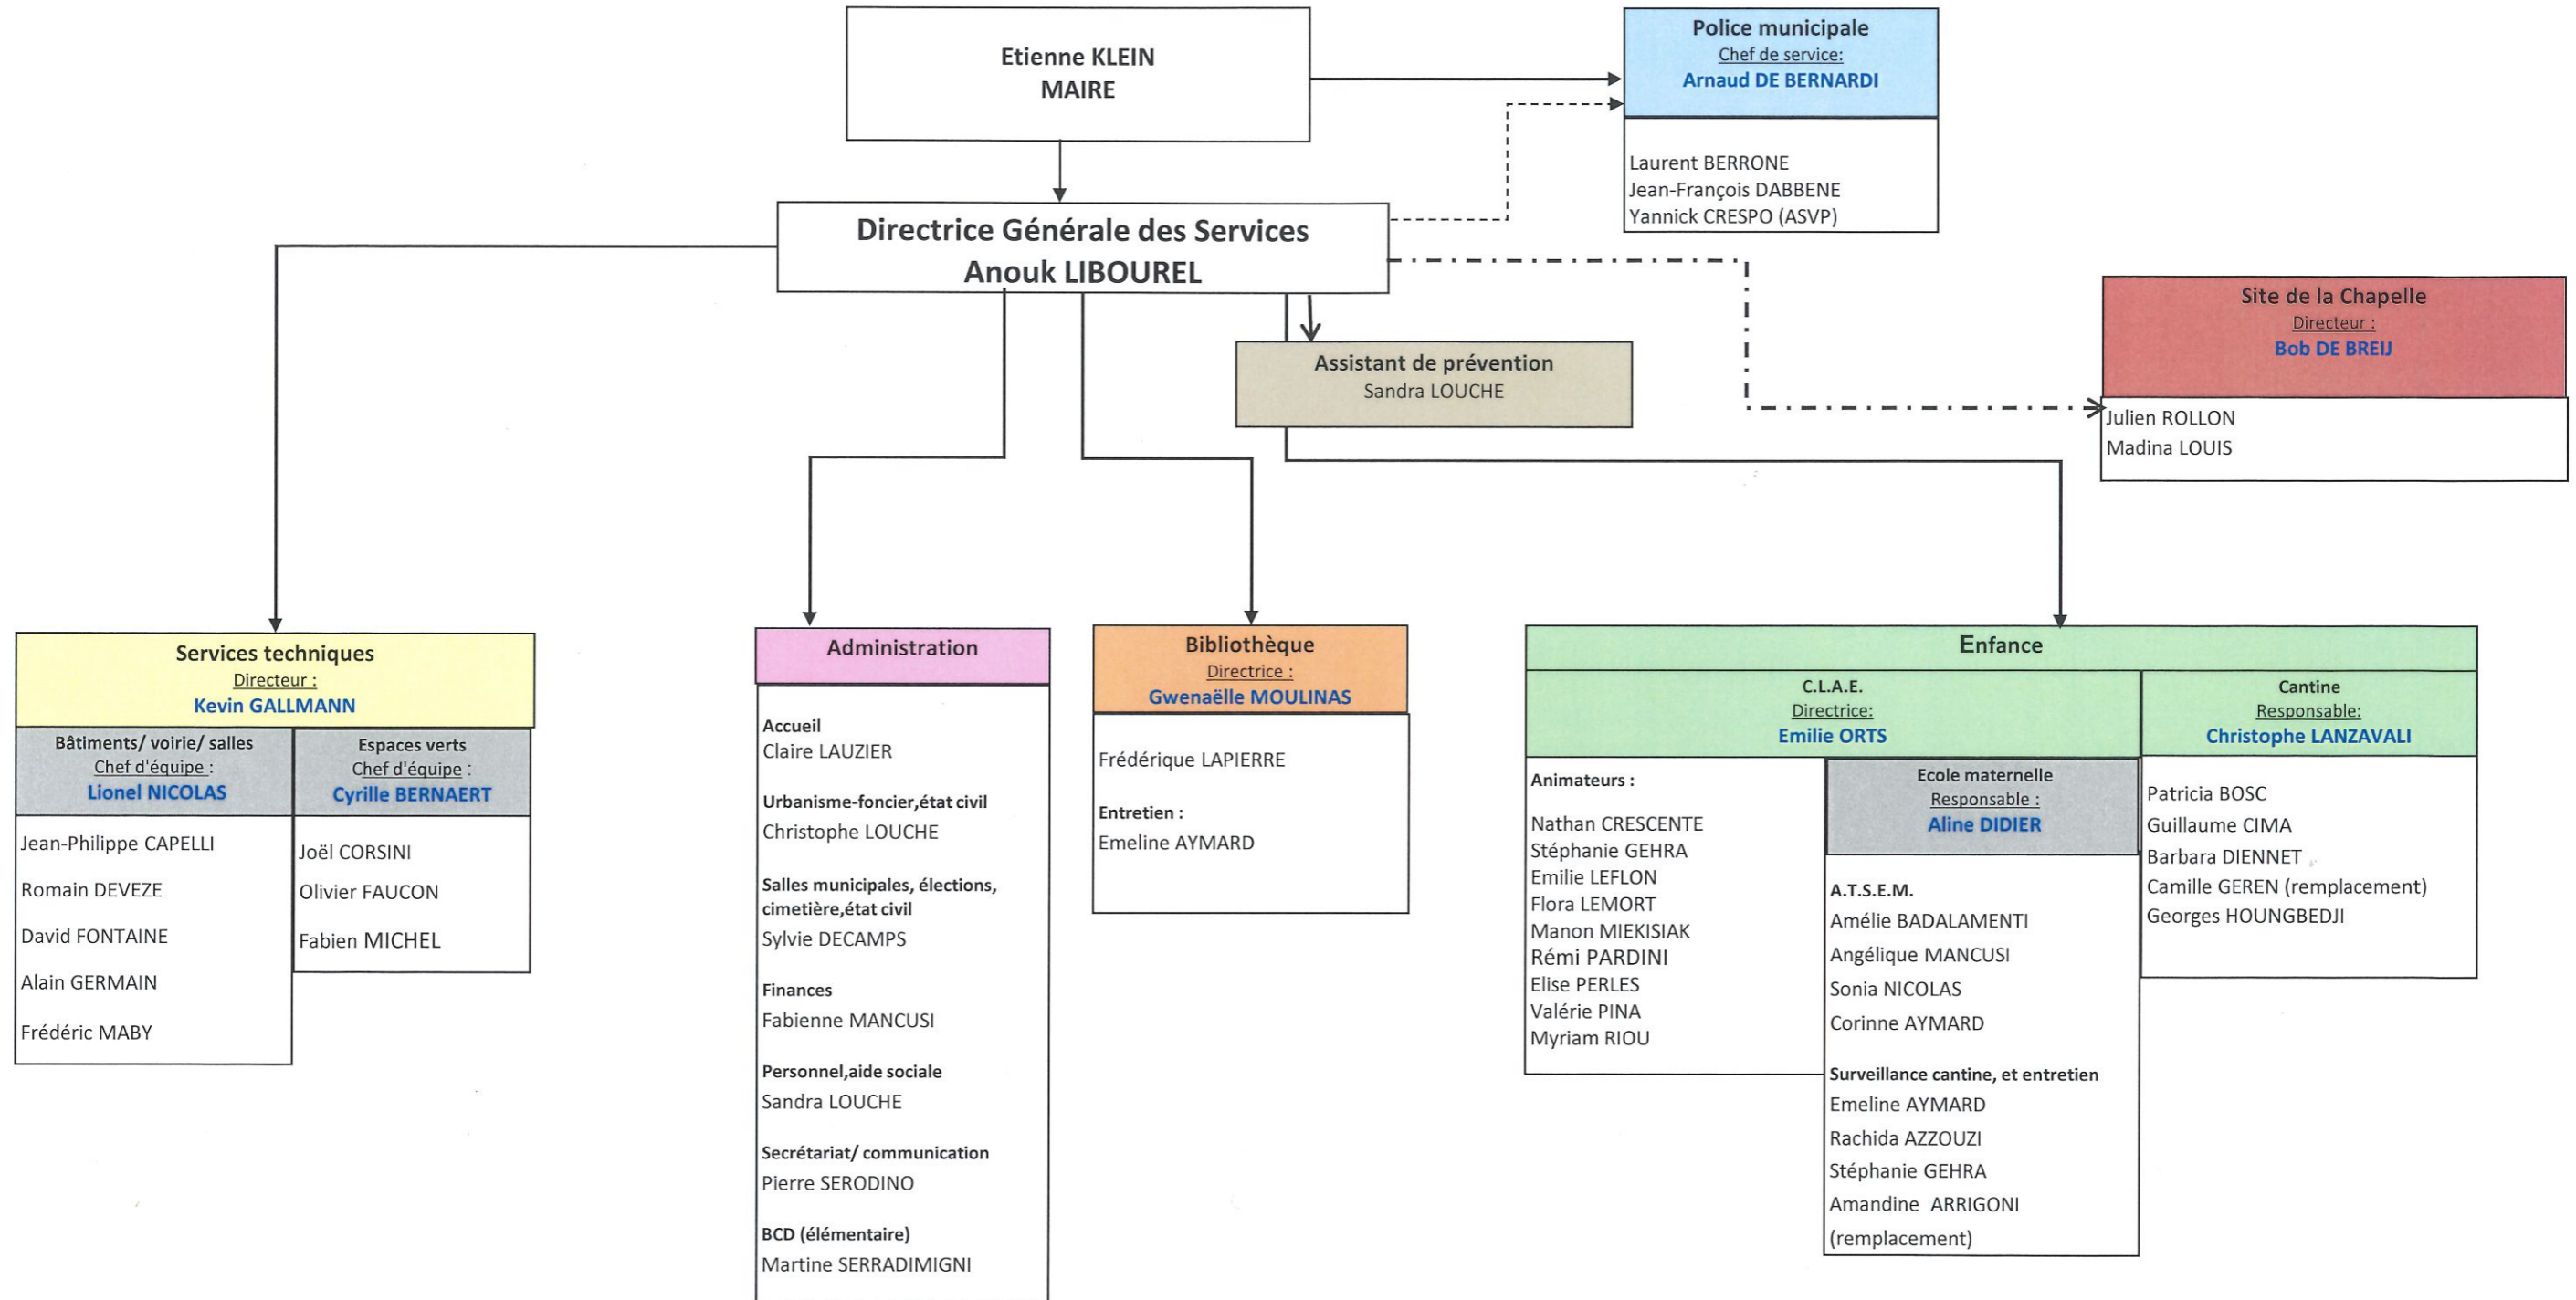 Etienne KLEIN
MAIRE
Police municipale
Chef de service:
Arnaud DE BERNARDI
Laurent BERRONE
Jean-François DABBENE
Yannick CRESPO (ASVP)
Directrice Générale des Services
Anouk LIBOUREL
Site de la Chapelle
Directeur :
Bob DE BREIJ
Julien ROLLON
Madina LOUIS
Assistant de prévention
Sandra LOUCHE
Services techniques
Directeur :
Kevin GALLMANN
Bâtiments/ voirie/ salles
Chef d'équipe :
Lionel NICOLAS
Jean-Philippe CAPELLI
Romain DEVEZE
David FONTAINE
Alain GERMAIN
Frédéric MABY
Espaces verts
Chef d'équipe :
Cyrille BERNAERT
Joël CORSINI
Olivier FAUCON
Fabien MICHEL
Administration
Accueil
Claire LAUZIER
Urbanisme-foncier,état civil
Christophe LOUCHE
Salles municipales, élections,
cimetière,état civil
Sylvie DECAMPS
Finances
Fabienne MANCUSI
Personnel,aide sociale
Sandra LOUCHE
Secrétariat/ communication
Pierre SERODINO
BCD (élémentaire)
Martine SERRADIMIGNI
Bibliothèque
Directrice :
Gwenaëlle MOULINAS
Frédérique LAPIERRE
Entretien :
Emeline AYMARD
Enfance
C.L.A.E.
Directrice:
Emilie ORTS
Animateurs :
Nathan CRESCENTE
Stéphanie GEHRA
Emilie LEFLON
Flora LEMORT
Manon MIEKISIAK
Rémi PARDINI
Elise PERLES
Valérie PINA
Myriam RIOU
Ecole maternelle
Responsable :
Aline DIDIER
A.T.S.E.M.
Amélie BADALAMENTI
Angélique MANCUSI
Sonia NICOLAS
Corinne AYMARD
Surveillance cantine, et entretien
Emeline AYMARD
Rachida AZZOUZI
Stéphanie GEHRA
Amandine ARRIGONI
(remplacement)
Cantine
Responsable:
Christophe LANZAVALI
Patricia BOSC
Guillaume CIMA
Barbara DIENNET
Camille GEREN (remplacement)
Georges HOUNGBEDJI